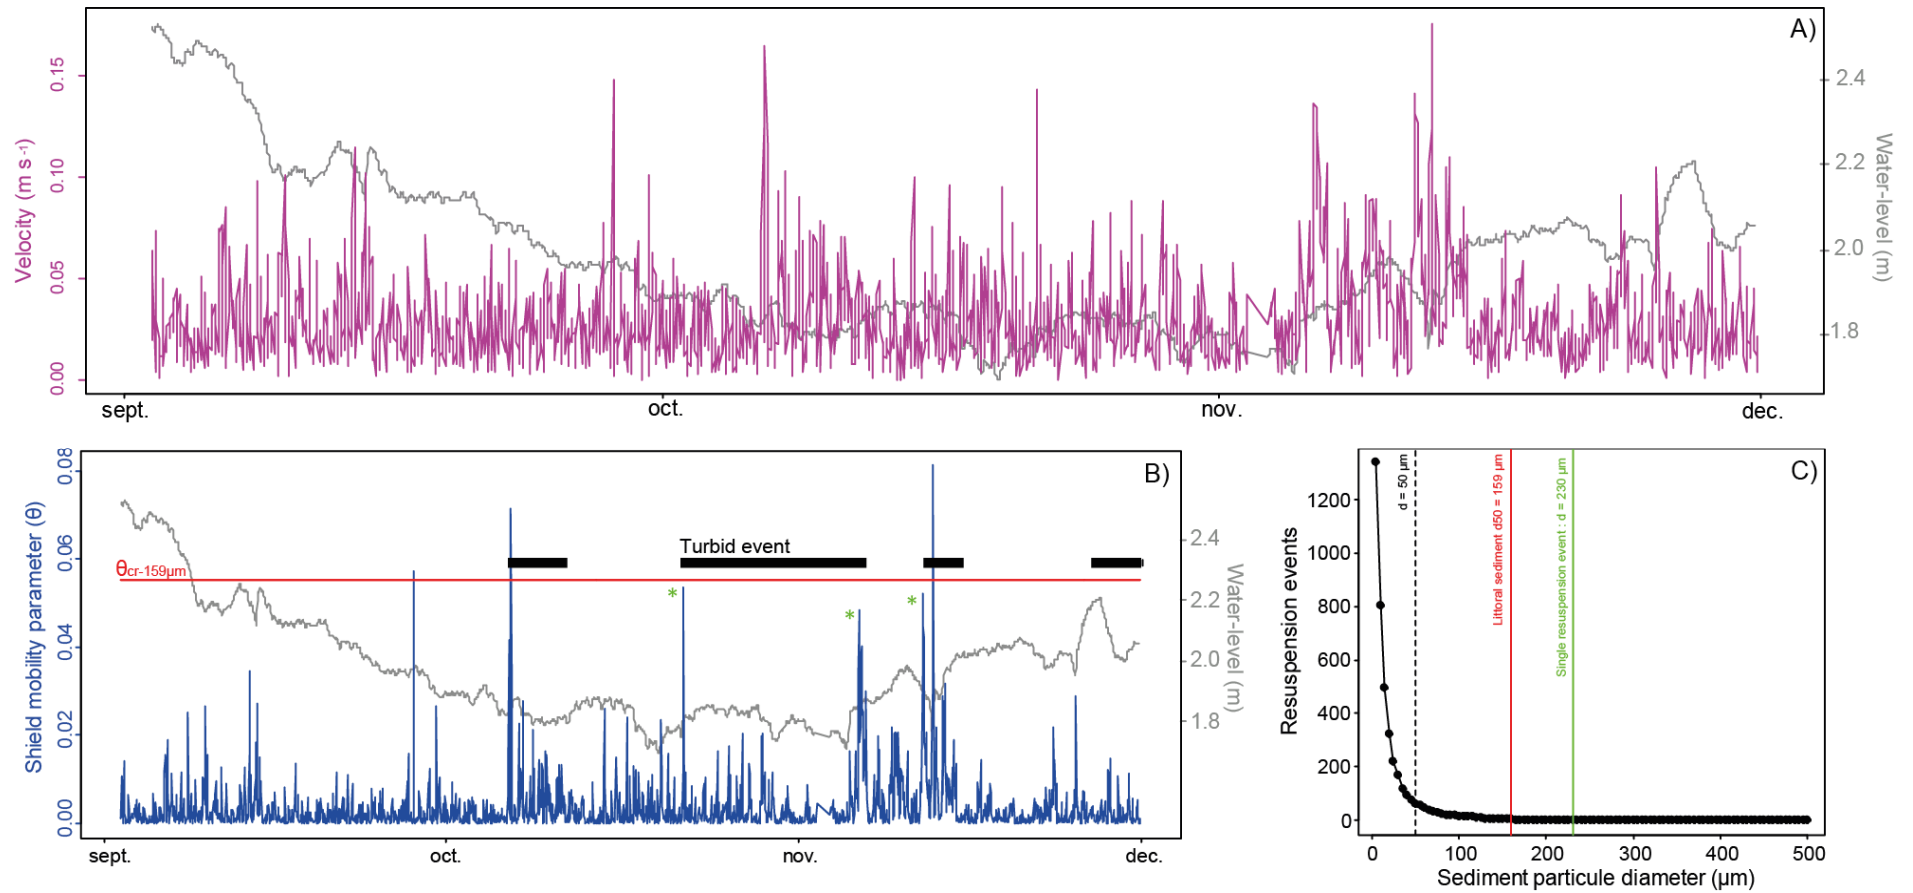 A)
Velocity (m s⁻¹)
0.00
0.05
0.10
0.15
Water-level (m)
2.4
2.2
2.0
1.8
sept.
oct.
nov.
dec.
B)
Shield mobility parameter (θ)
0.00
0.02
0.04
0.06
0.08
θcr-159µm
Turbid event
*
*
*
Water-level (m)
2.4
2.2
2.0
1.8
sept.
oct.
nov.
dec.
C)
Resuspension events
1200
1000
800
600
400
200
0
d = 50 µm
Littoral sediment d50 = 159 µm
Single resuspension event : d = 230 µm
0
100
200
300
400
500
Sediment particule diameter (µm)